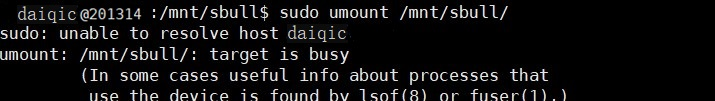 daiqic@201314 :/mnt/sbull$ sudo umount /mnt/sbull/
sudo: unable to resolve host daiqic
umount: /mnt/sbull/: target is busy
(In some cases useful info about processes that
use the device is found by lsof(8) or fuser(1).)